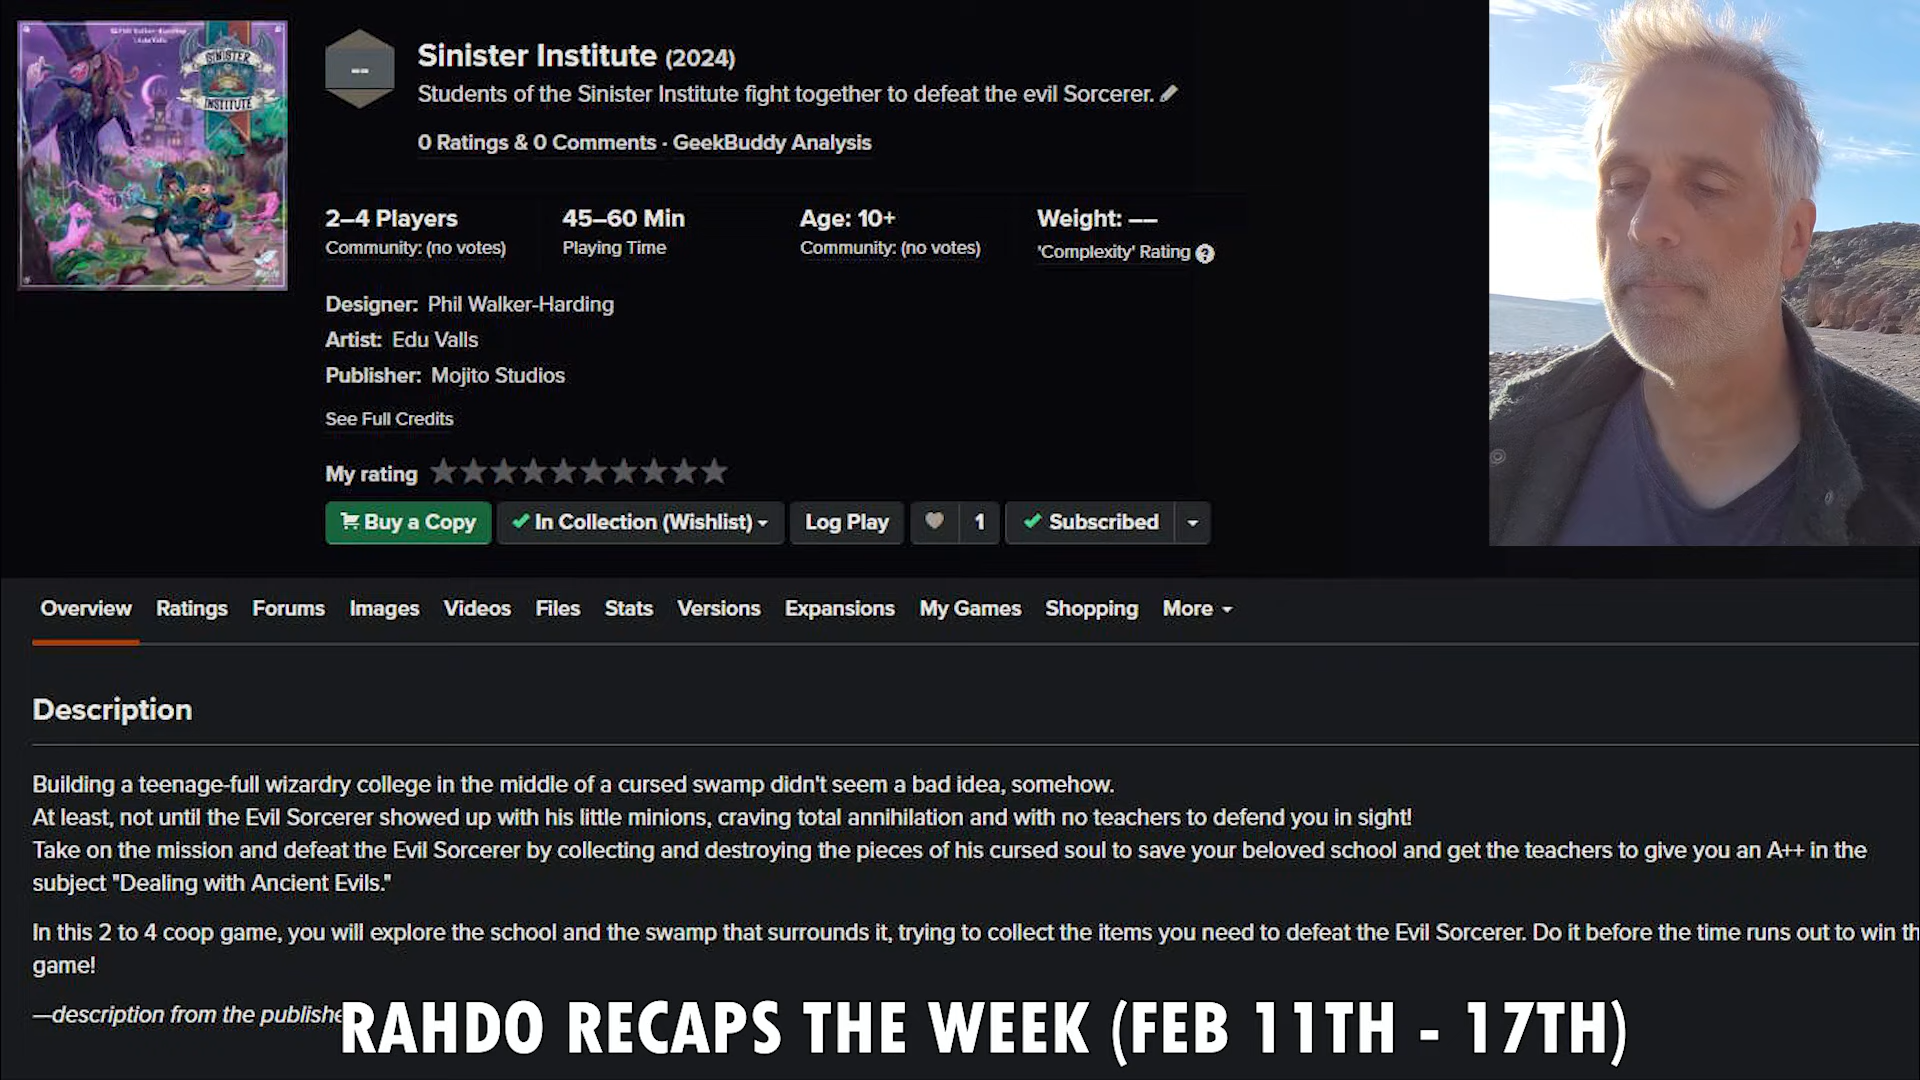 Phil Walker-Harding
Edu Valls
SINISTER
INSTITUTE
--
Sinister Institute (2024)
Students of the Sinister Institute fight together to defeat the evil Sorcerer.
0 Ratings & 0 Comments · GeekBuddy Analysis
2–4 Players
Community: (no votes)
45–60 Min
Playing Time
Age: 10+
Community: (no votes)
Weight: ––
'Complexity' Rating ?
Designer: Phil Walker-Harding
Artist: Edu Valls
Publisher: Mojito Studios
See Full Credits
My rating
Buy a Copy
In Collection (Wishlist)
Log Play
1
Subscribed
Overview Ratings Forums Images Videos Files Stats Versions Expansions My Games Shopping More
Description
Building a teenage-full wizardry college in the middle of a cursed swamp didn't seem a bad idea, somehow.
At least, not until the Evil Sorcerer showed up with his little minions, craving total annihilation and with no teachers to defend you in sight!
Take on the mission and defeat the Evil Sorcerer by collecting and destroying the pieces of his cursed soul to save your beloved school and get the teachers to give you an A++ in the
subject "Dealing with Ancient Evils."
In this 2 to 4 coop game, you will explore the school and the swamp that surrounds it, trying to collect the items you need to defeat the Evil Sorcerer. Do it before the time runs out to win th
game!
—description from the publishe
RAHDO RECAPS THE WEEK (FEB 11TH - 17TH)